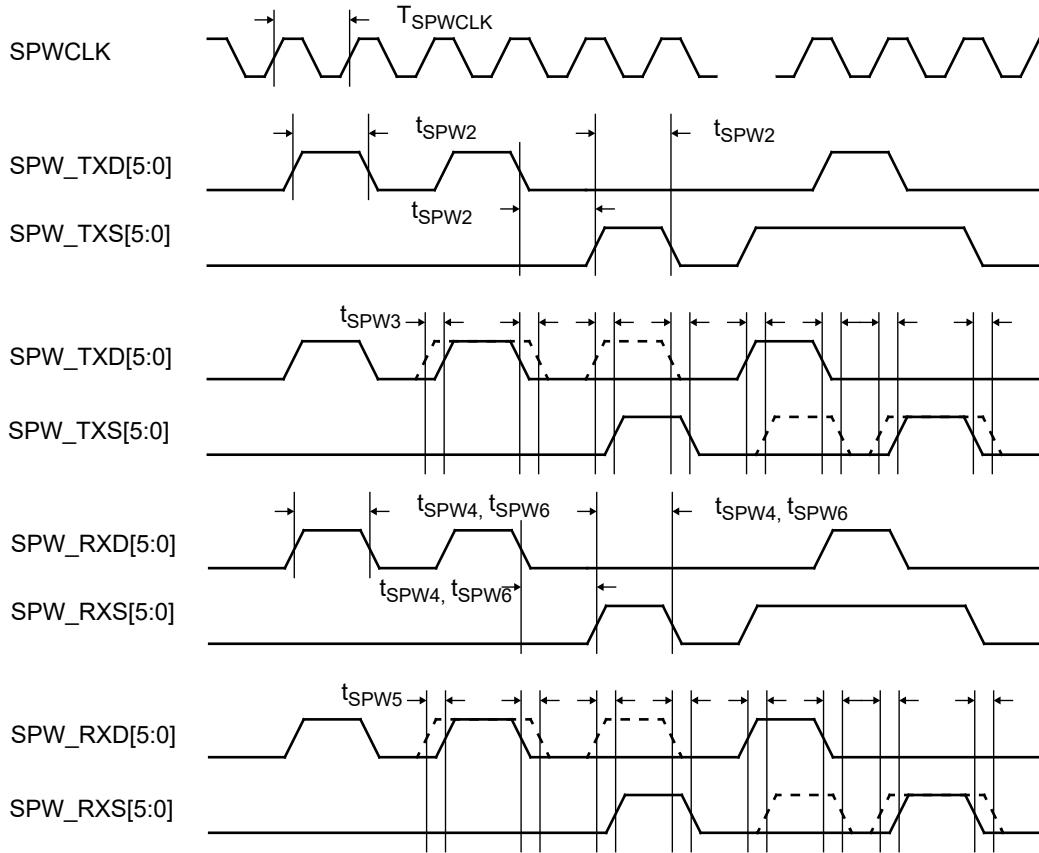 T_SPWCLK
SPWCLK
t_SPW2 t_SPW2
SPW_TXD[5:0]
t_SPW2
SPW_TXS[5:0]
t_SPW3
SPW_TXD[5:0]
SPW_TXS[5:0]
t_SPW4, t_SPW6 t_SPW4, t_SPW6
SPW_RXD[5:0]
t_SPW4, t_SPW6
SPW_RXS[5:0]
t_SPW5
SPW_RXD[5:0]
SPW_RXS[5:0]